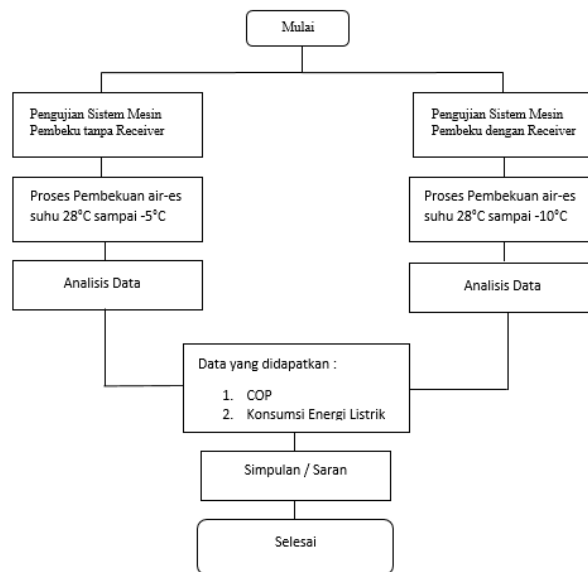 Mulai
Pengujian Sistem Mesin
Pembeku tanpa Receiver
Pengujian Sistem Mesin
Pembeku dengan Receiver
Proses Pembekuan air-es
suhu 28°C sampai -5°C
Proses Pembekuan air-es
suhu 28°C sampai -10°C
Analisis Data
Analisis Data
Data yang didapatkan :
1. COP
2. Konsumsi Energi Listrik
Simpulan / Saran
Selesai